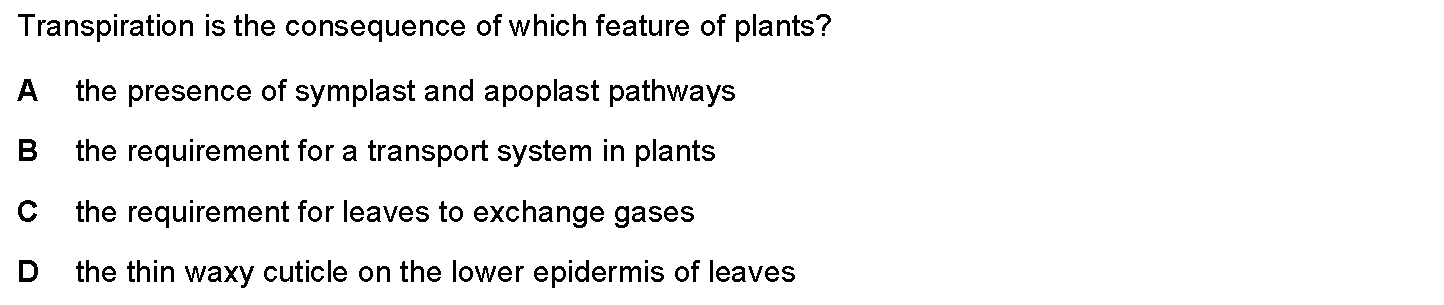 Transpiration is the consequence of which feature of plants?
A the presence of symplast and apoplast pathways
B the requirement for a transport system in plants
C the requirement for leaves to exchange gases
D the thin waxy cuticle on the lower epidermis of leaves